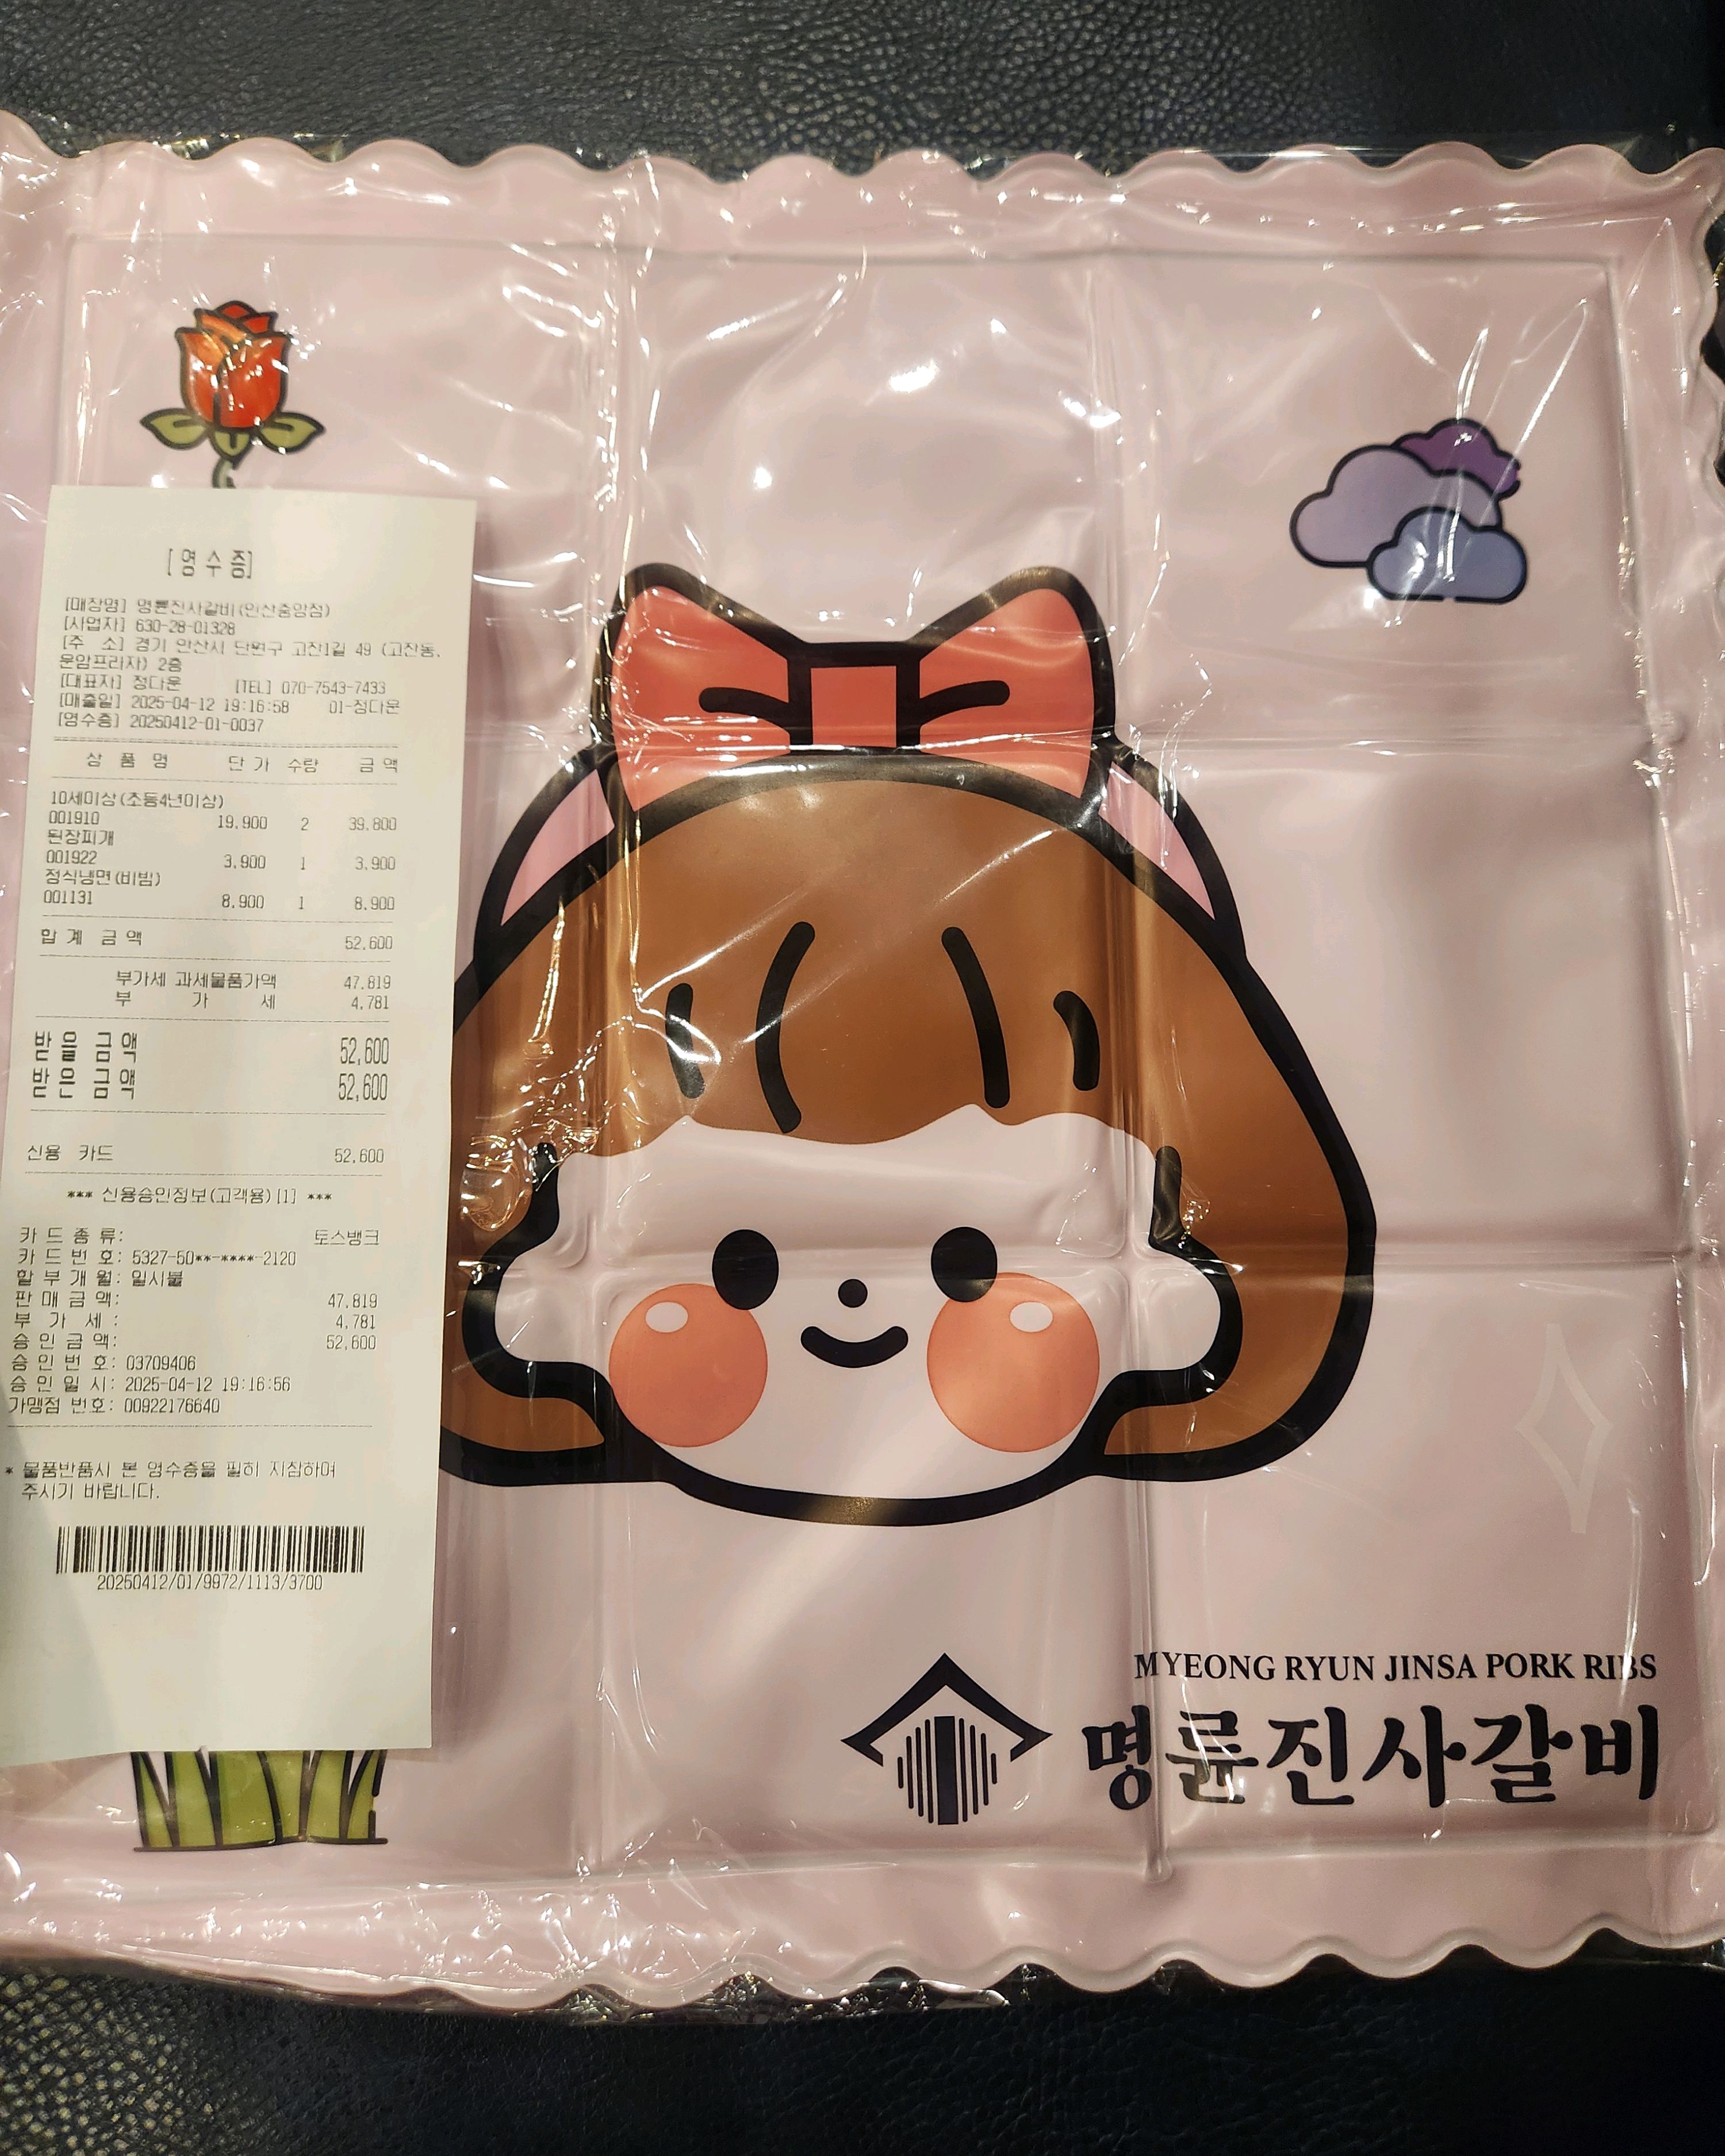 [영수증]
[매장명] 명륜진사갈비(안산중앙점)
[사업자] 630-28-01328
[주 소] 경기 안산시 단원구 고잔1길 49 (고잔동,
운암프라자) 2층
[대표자] 정다운 [TEL] 070-7543-7433
[매출일] 2025-04-12 19:16:58 01-정다운
[영수증] 20250412-01-0037
상 품 명 단 가 수량 금 액
10세이상(초등4년이상)
001910 19,900 2 39,800
된장찌개
001922 3,900 1 3,900
정식냉면(비빔)
001131 8,900 1 8,900
합 계 금 액 52,600
부가세 과세물품가액 47,819
부 가 세 4,781
받 을 금 액 52,600
받 은 금 액 52,600
신용 카드 52,600
*** 신용승인정보(고객용)[1] ***
카 드 종 류: 토스뱅크
카 드 번 호: 5327-50**-****-2120
할 부 개 월: 일시불
판 매 금 액: 47,819
부 가 세 : 4,781
승 인 금 액: 52,600
승 인 번 호: 03709406
승 인 일 시: 2025-04-12 19:16:56
가맹점 번호: 00922176640
* 물품반품시 본 영수증을 필히 지참하여
주시기 바랍니다.
20250412/01/9972/1113/3700
MYEONG RYUN JINSA PORK RIBS
명륜진사갈비